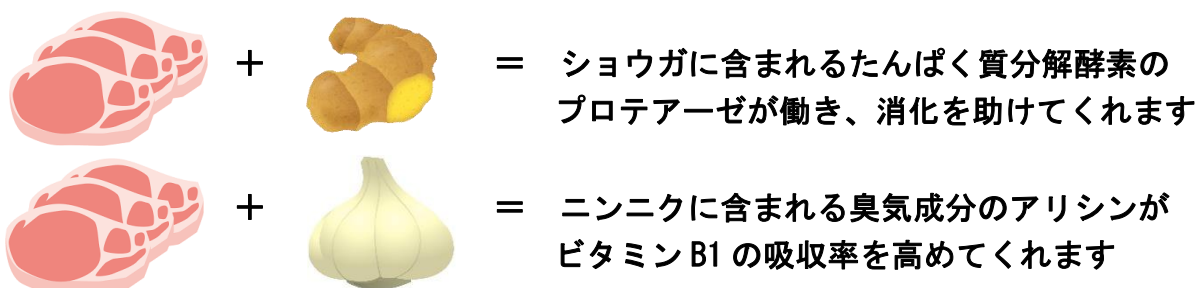 + = ショウガに含まれるたんぱく質分解酵素の
プロテアーゼが働き、消化を助けてくれます
+ = ニンニクに含まれる臭気成分のアリシンが
ビタミンB1の吸収率を高めてくれます